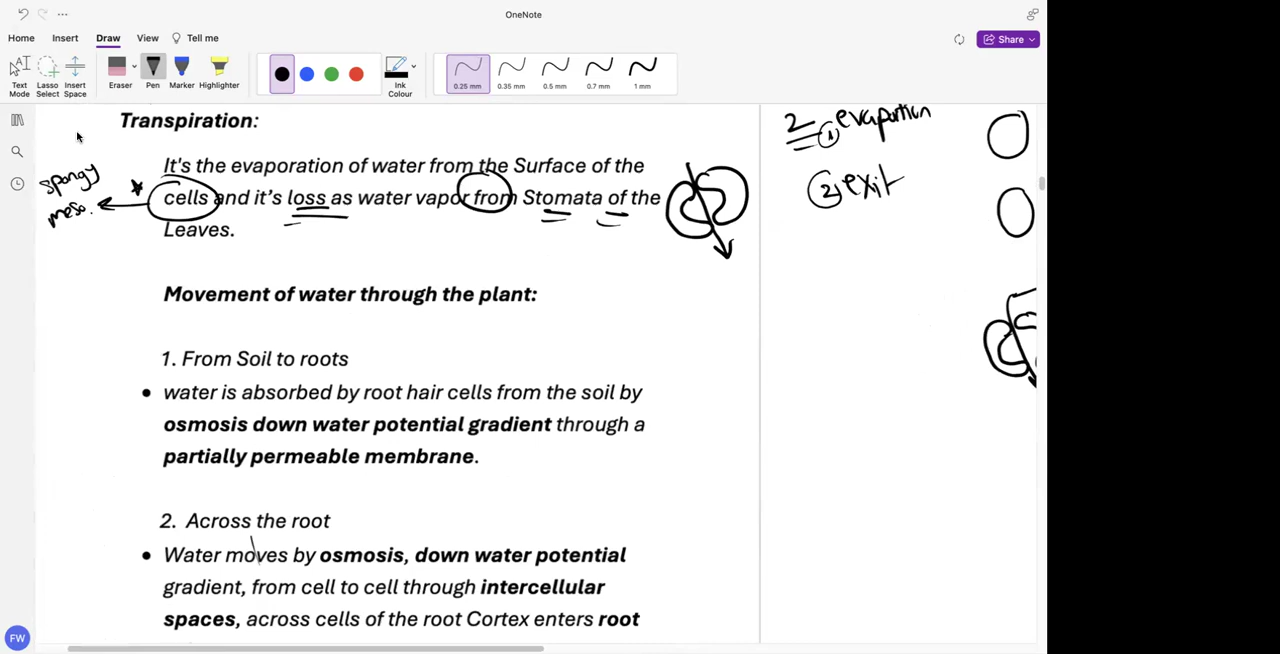 OneNote
Home Insert Draw View Tell me
Share
Text Mode Lasso Select Insert Space Eraser Pen Marker Highlighter Ink Colour 0.25 mm 0.35 mm 0.5 mm 0.7 mm 1 mm
Transpiration:
It's the evaporation of water from the Surface of the
cells and it's loss as water vapor from Stomata of the
Leaves.
spongy
meso.
2 ① evaportion
② exit
Movement of water through the plant:
1. From Soil to roots
• water is absorbed by root hair cells from the soil by
osmosis down water potential gradient through a
partially permeable membrane.
2. Across the root
• Water moves by osmosis, down water potential
gradient, from cell to cell through intercellular
spaces, across cells of the root Cortex enters root
FW